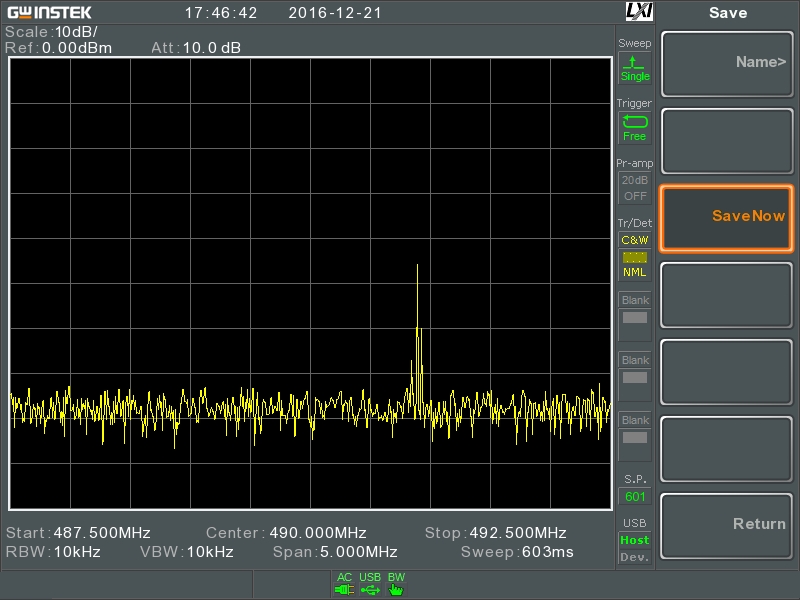 GWINSTEK 17:46:42 2016-12-21 LXI
Save
Scale:10dB/
Ref:0.00dBm Att:10.0 dB
Sweep
Single
Trigger
Free
Pr-amp
20dB
OFF
Tr/Det
C&W
NML
Blank
Blank
Blank
S.P.
601
USB
Host
Dev.
Name>
Save Now
Return
Start:487.500MHz Center:490.000MHz Stop:492.500MHz
RBW:10kHz VBW:10kHz Span:5.000MHz Sweep:603ms
AC USB BW